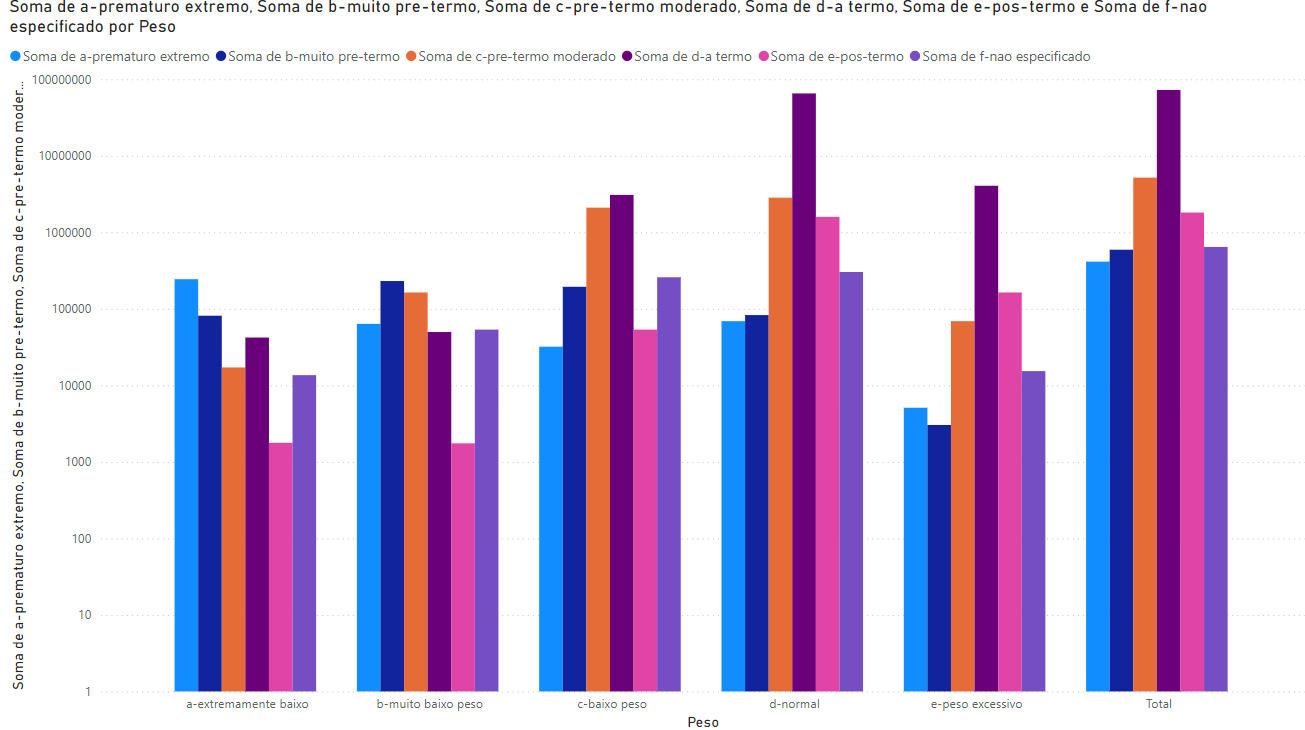 Soma de a-prematuro extremo, Soma de b-muito pre-termo, Soma de c-pre-termo moderado, Soma de d-a termo, Soma de e-pos-termo e Soma de f-nao
especificado por Peso
Soma de a-prematuro extremo Soma de b-muito pre-termo Soma de c-pre-termo moderado Soma de d-a termo Soma de e-pos-termo Soma de f-nao especificado
Soma de a-prematuro extremo, Soma de b-muito pre-termo, Soma de c-pre-termo moder...
100000000
10000000
1000000
100000
10000
1000
100
10
1
a-extremamente baixo b-muito baixo peso c-baixo peso d-normal e-peso excessivo Total
Peso